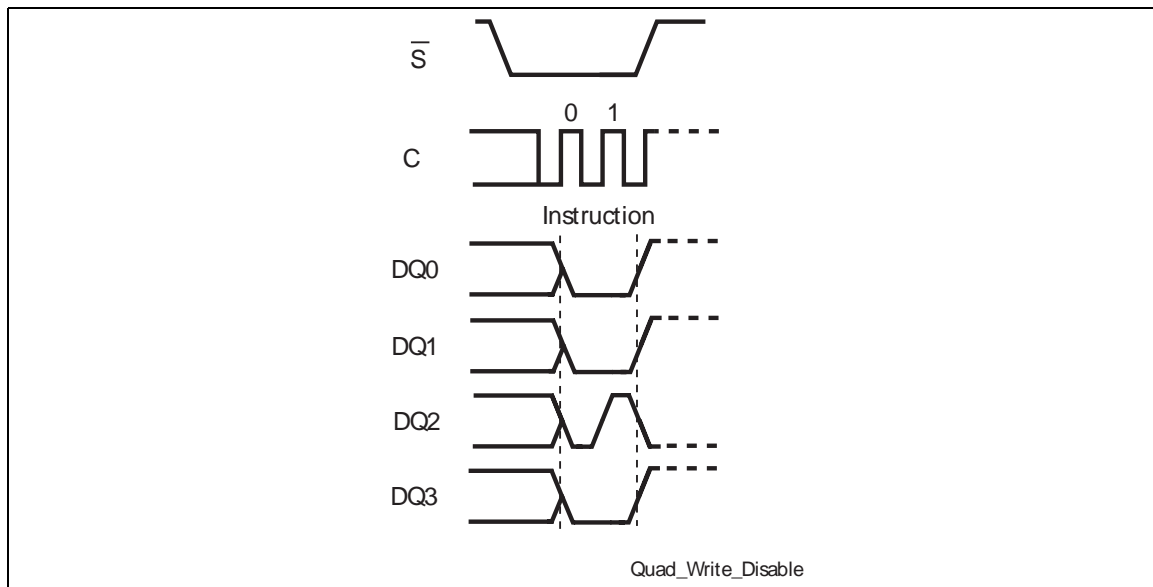 S̅
0 1
C
Instruction
DQ0
DQ1
DQ2
DQ3
Quad_Write_Disable